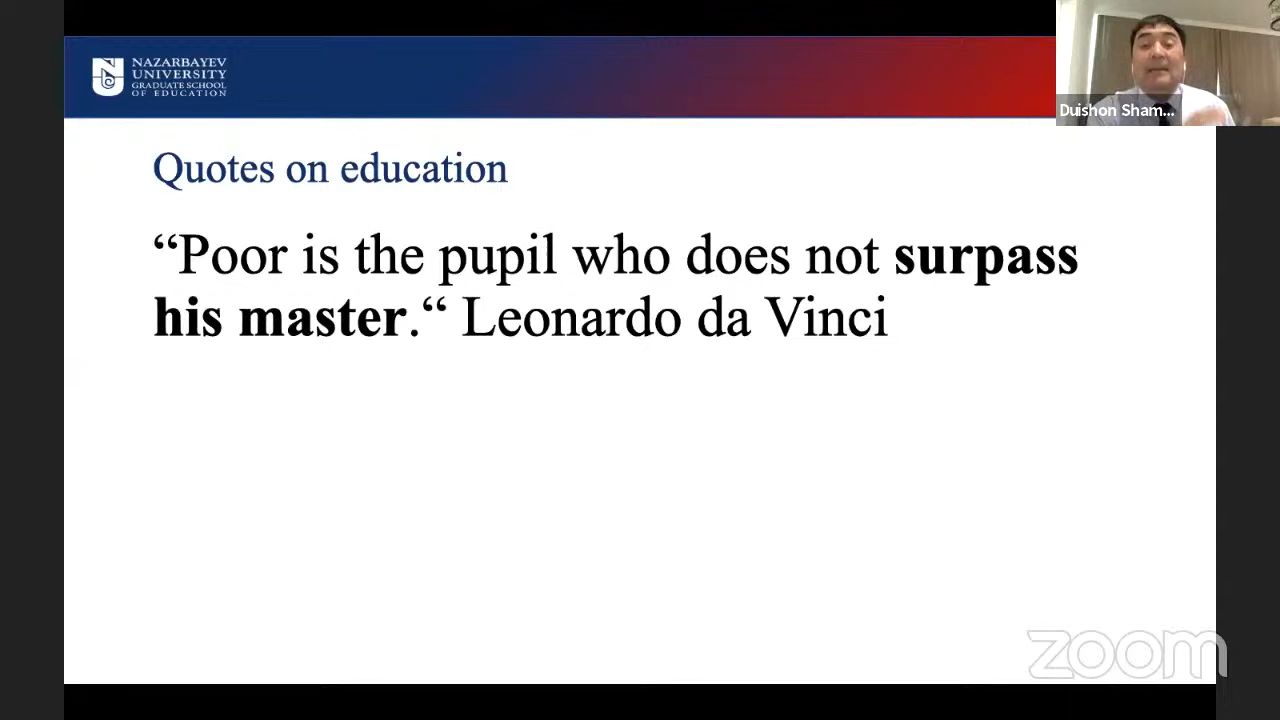 NAZARBAYEV
UNIVERSITY
GRADUATE SCHOOL
OF EDUCATION
Duishon Sham...
Quotes on education
“Poor is the pupil who does not surpass
his master.“ Leonardo da Vinci
zoom